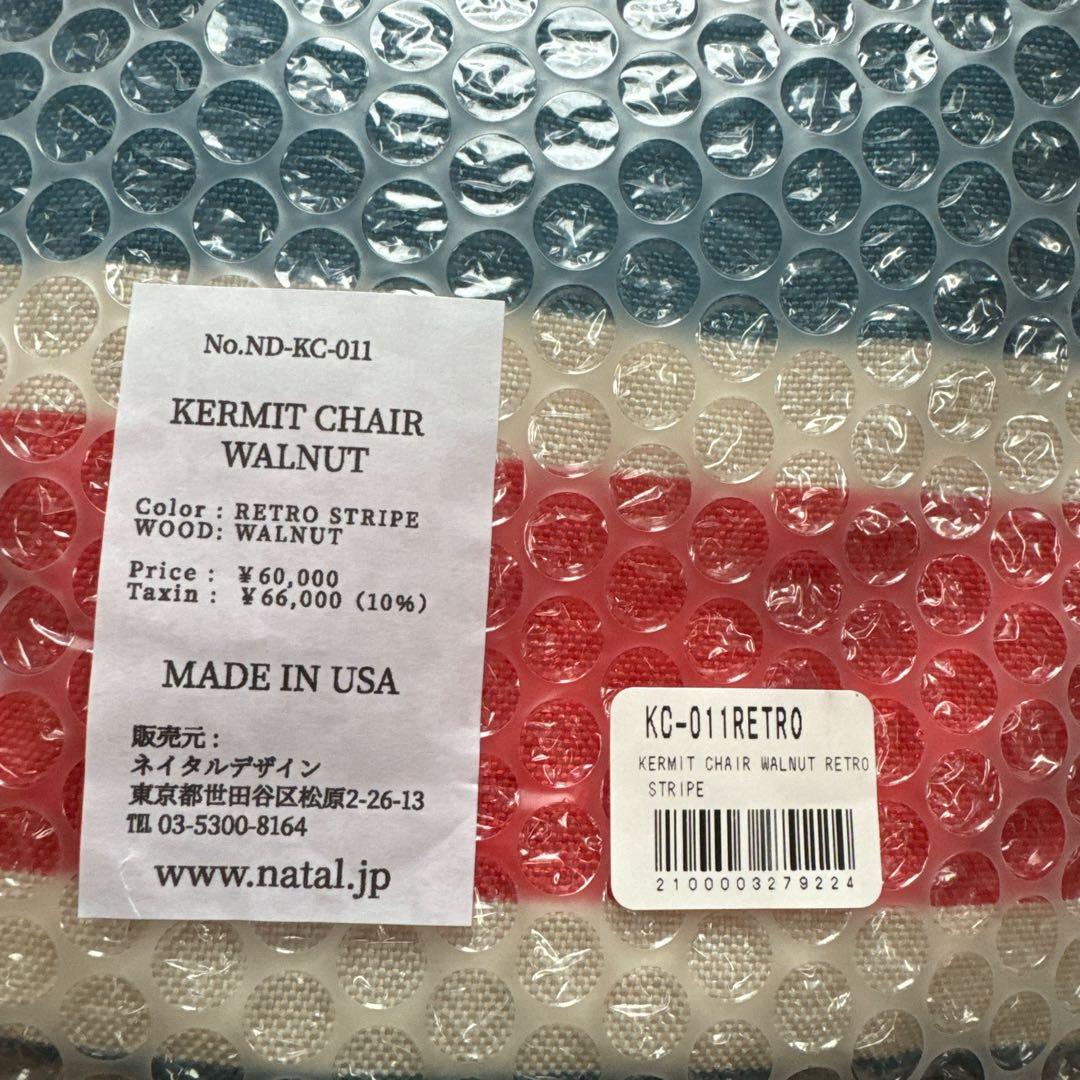 No.ND-KC-011
KERMIT CHAIR
WALNUT
Color : RETRO STRIPE
WOOD: WALNUT
Price : ¥60,000
Taxin : ¥66,000 (10%)
MADE IN USA
販売元 :
ネイタルデザイン
東京都世田谷区松原2-26-13
℡ 03-5300-8164
www.natal.jp
KC-011RETRO
KERMIT CHAIR WALNUT RETRO
STRIPE
2100003279224